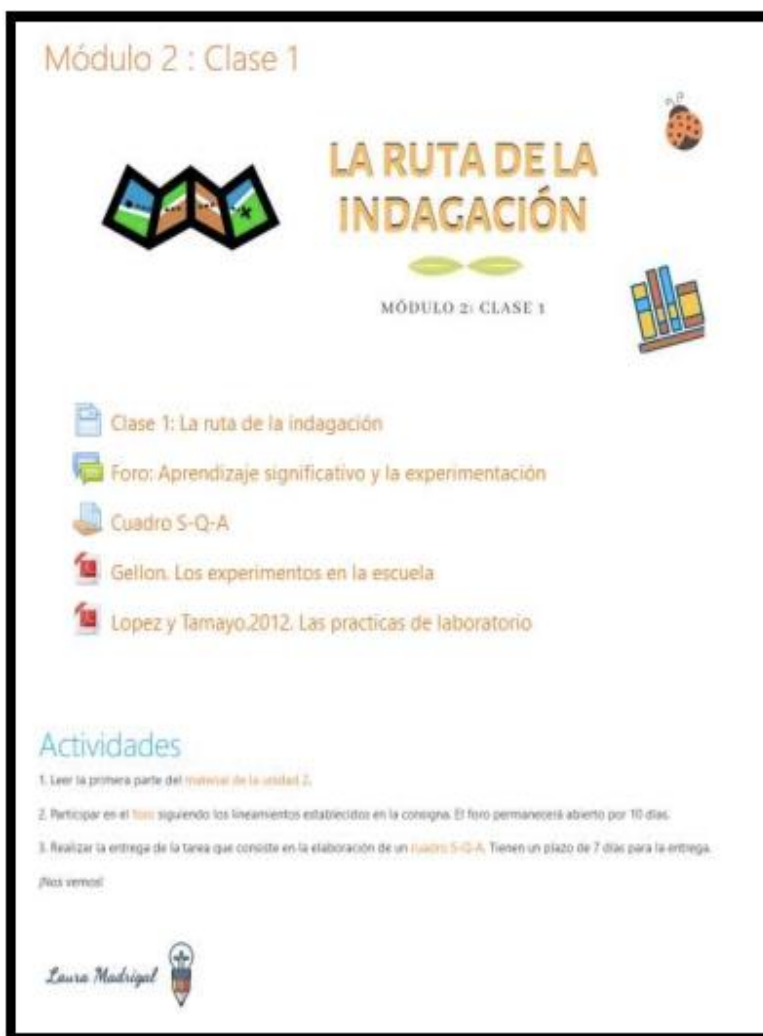 Módulo 2 : Clase 1
LA RUTA DE LA
INDAGACIÓN
MÓDULO 2: CLASE 1
Clase 1: La ruta de la indagación
Foro: Aprendizaje significativo y la experimentación
Cuadro S-Q-A
Gellon. Los experimentos en la escuela
Lopez y Tamayo.2012. Las practicas de laboratorio
Actividades
1. Leer la primera parte del material de la unidad 2.
2. Participar en el foro siguiendo los lineamientos establecidos en la consigna. El foro permanecerá abierto por 10 días.
3. Realizar la entrega de la tarea que consiste en la elaboración de un cuadro S-Q-A. Tienen un plazo de 7 días para la entrega.
¡Nos vemos!
Laura Madrigal